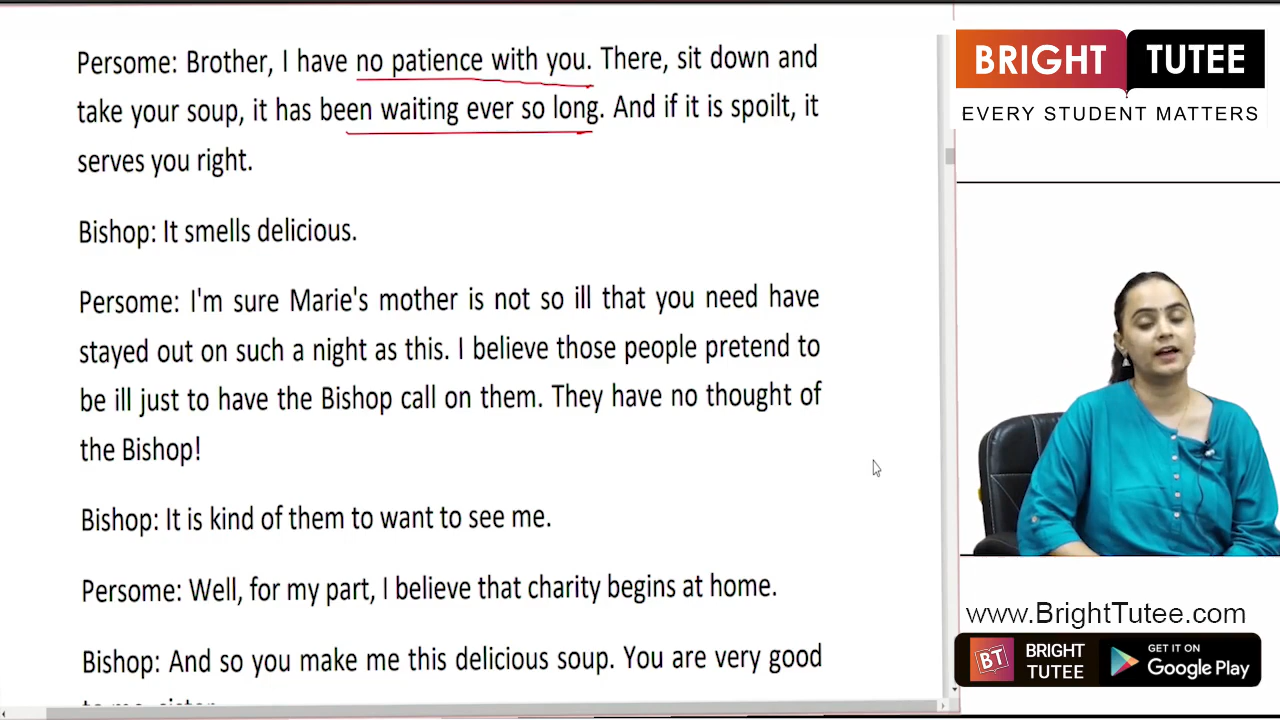 Persome: Brother, I have no patience with you. There, sit down and
take your soup, it has been waiting ever so long. And if it is spoilt, it
serves you right.
Bishop: It smells delicious.
Persome: I'm sure Marie's mother is not so ill that you need have
stayed out on such a night as this. I believe those people pretend to
be ill just to have the Bishop call on them. They have no thought of
the Bishop!
Bishop: It is kind of them to want to see me.
Persome: Well, for my part, I believe that charity begins at home.
Bishop: And so you make me this delicious soup. You are very good
to me, sister.
BRIGHT TUTEE
EVERY STUDENT MATTERS
www.BrightTutee.com
BT
BRIGHT
TUTEE
GET IT ON
Google Play